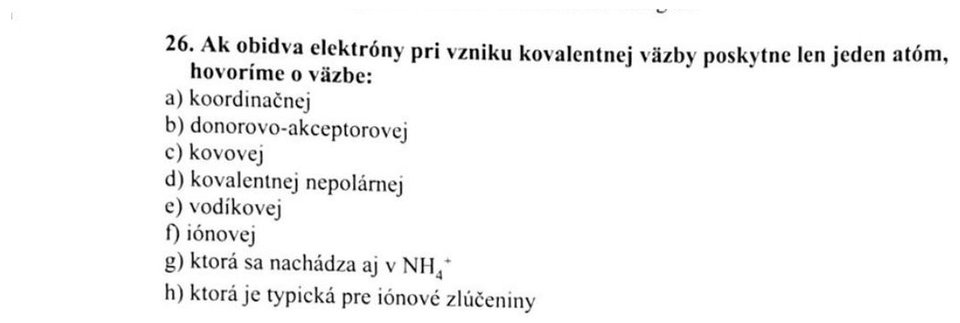 26. Ak obidva elektróny pri vzniku kovalentnej väzby poskytne len jeden atóm,
hovoríme o väzbe:
a) koordinačnej
b) donorovo-akceptorovej
c) kovovej
d) kovalentnej nepolárnej
e) vodíkovej
f) iónovej
g) ktorá sa nachádza aj v NH₄⁺
h) ktorá je typická pre iónové zlúčeniny